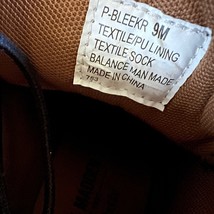 P-BLEEKR 9M
TEXTILE/PU LINING
TEXTILE SOCK
BALANCE MAN MADE
MADE IN CHINA